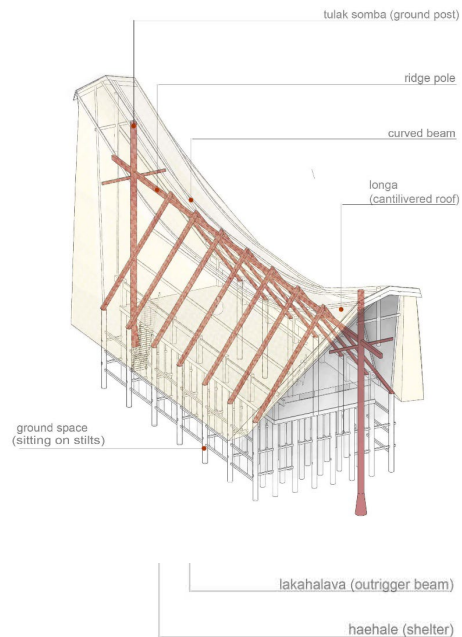 tulak somba (ground post)
ridge pole
curved beam
longa
(cantilivered roof)
ground space
(sitting on stilts)
lakahalava (outrigger beam)
haehale (shelter)